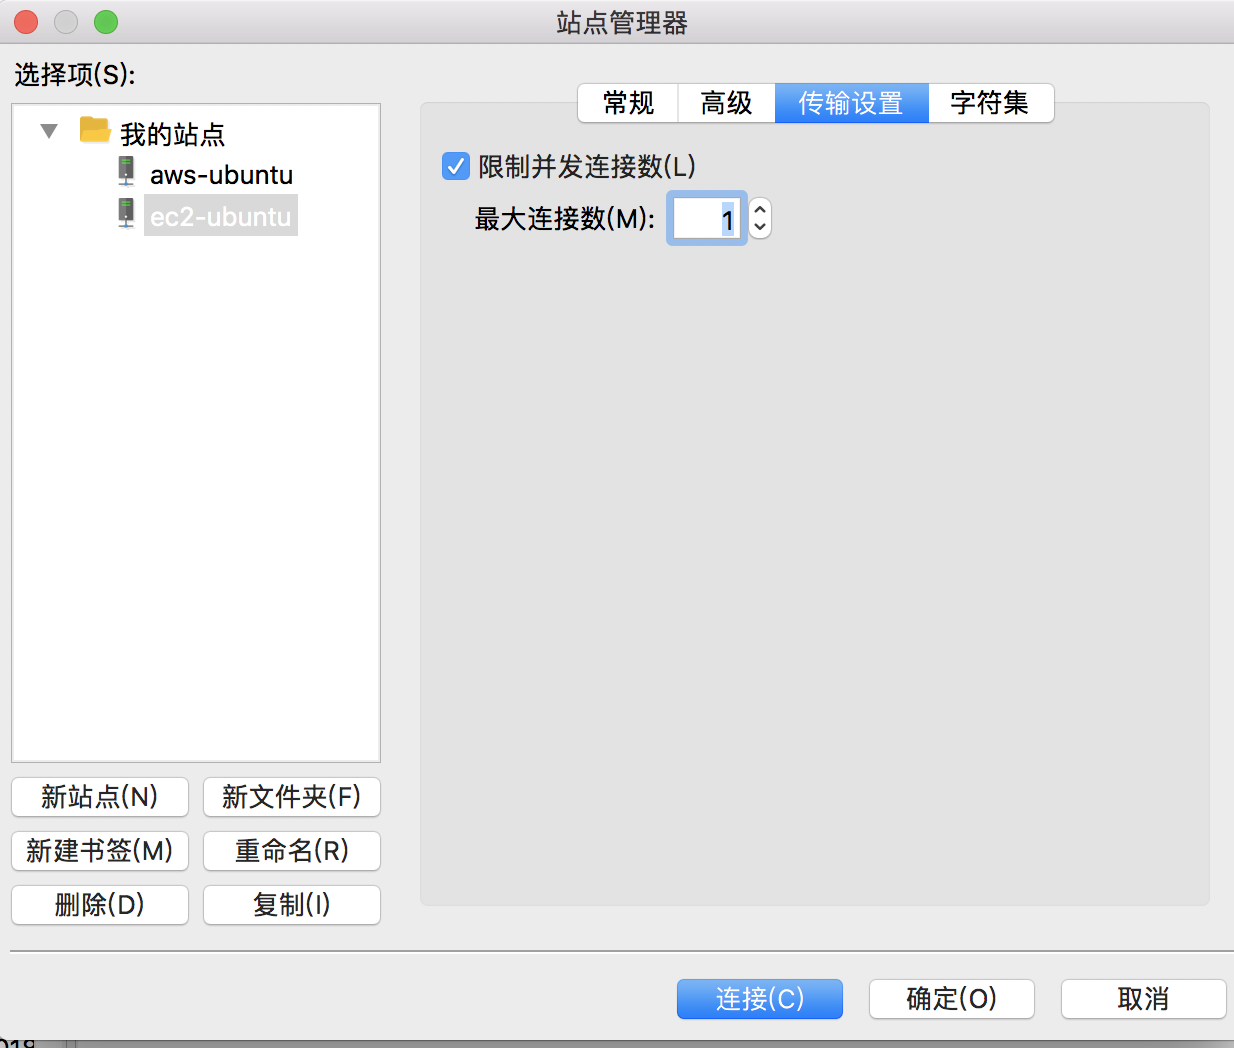 站点管理器
选择项(S):
我的站点
aws-ubuntu
ec2-ubuntu
常规 高级 传输设置 字符集
限制并发连接数(L)
最大连接数(M): 1
新站点(N) 新文件夹(F)
新建书签(M) 重命名(R)
删除(D) 复制(I)
连接(C) 确定(O) 取消